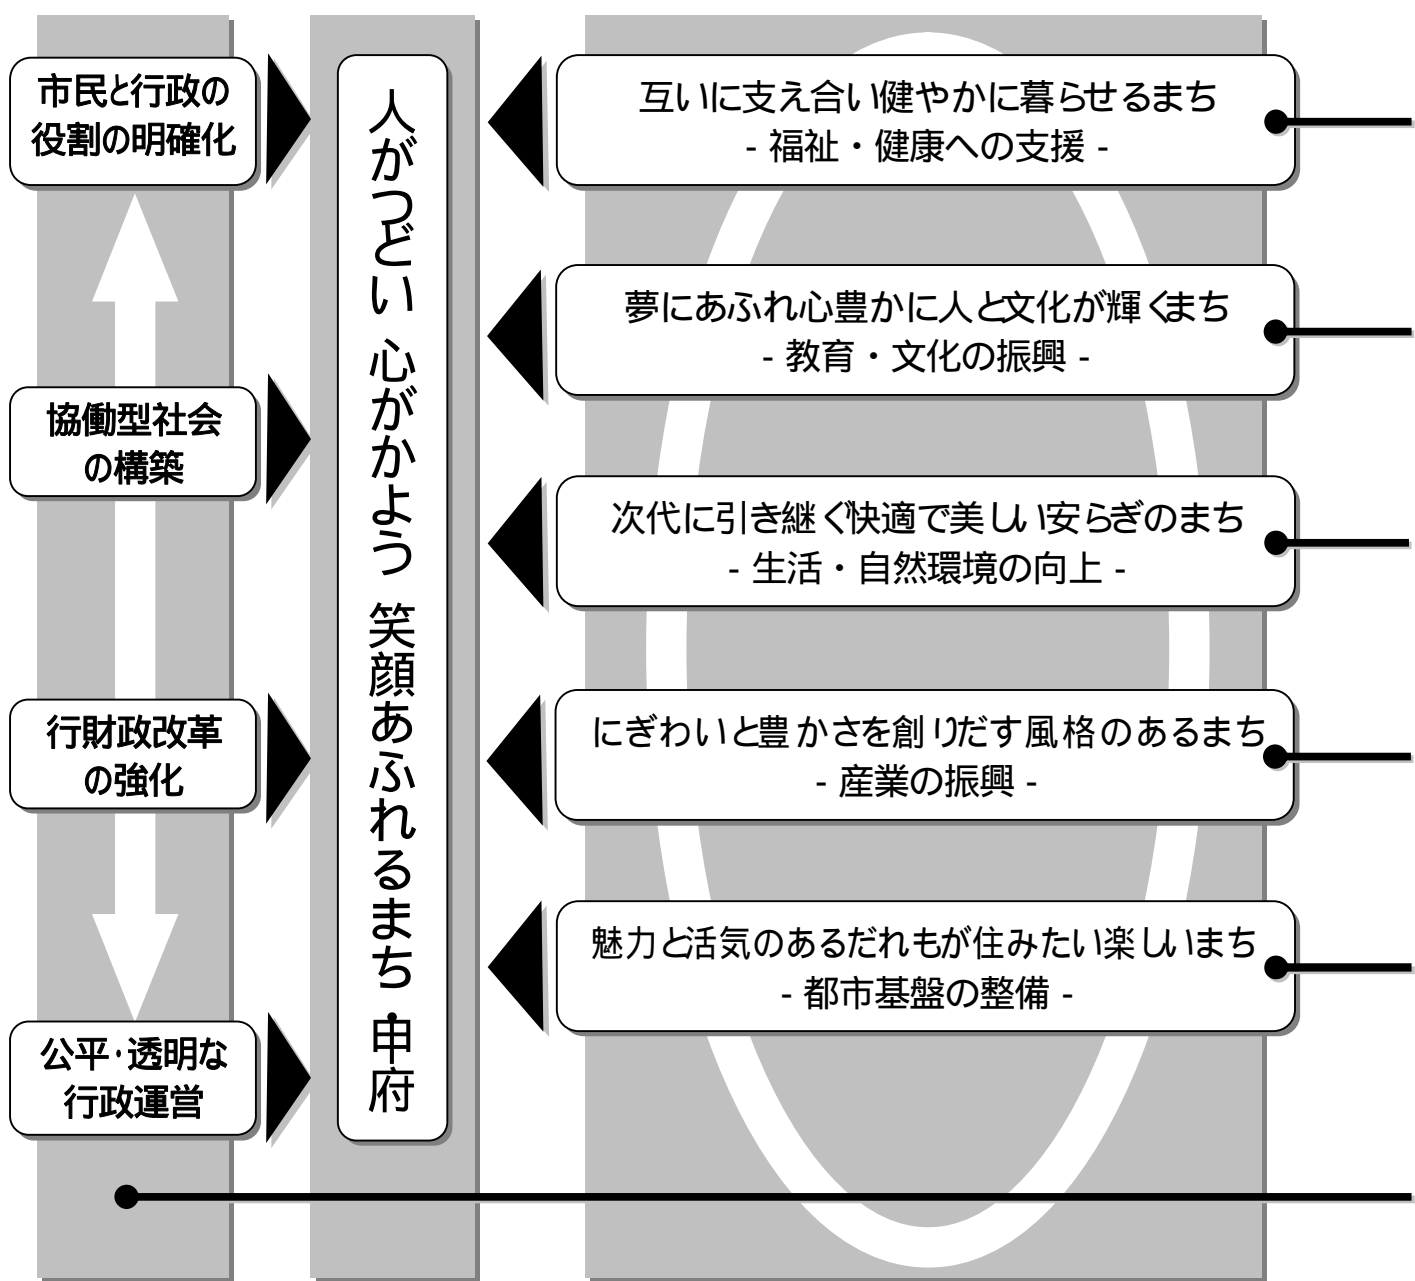 市民と行政の
役割の明確化
協働型社会
の構築
行財政改革
の強化
公平・透明な
行政運営
人がつどい 心がかよう 笑顔あふれるまち・甲府
互いに支え合い健やかに暮らせるまち
- 福祉・健康への支援 -
夢にあふれ心豊かに人と文化が輝くまち
- 教育・文化の振興 -
次代に引き継ぐ快適で美しい安らぎのまち
- 生活・自然環境の向上 -
にぎわいと豊かさを創りだす風格のあるまち
- 産業の振興 -
魅力と活気のあるだれもが住みたい楽しいまち
- 都市基盤の整備 -